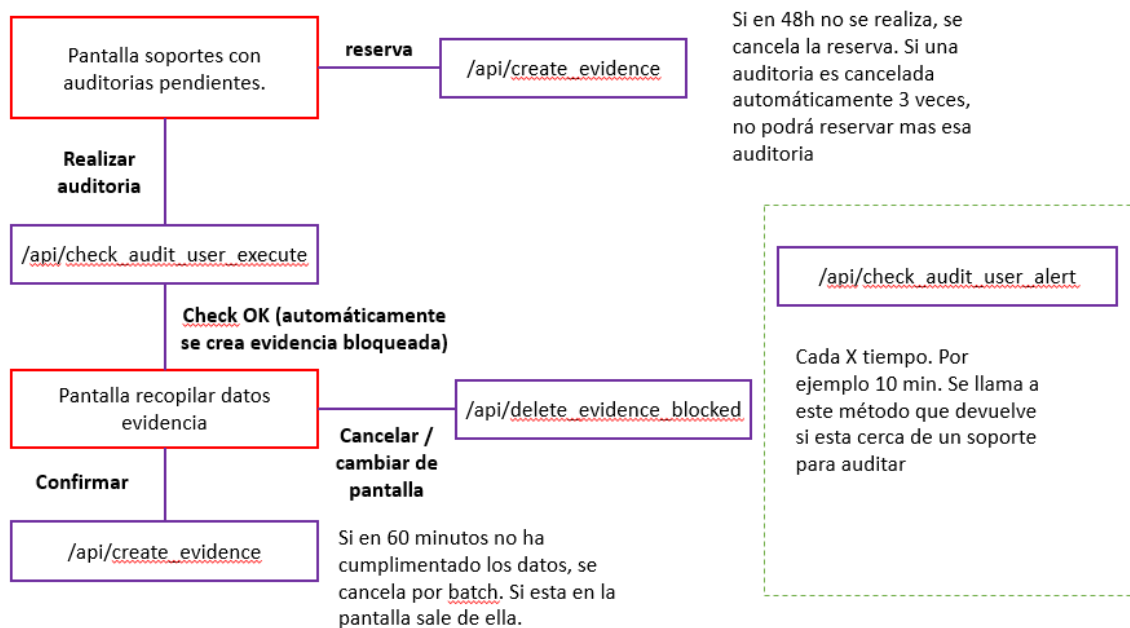 Pantalla soportes con
auditorias pendientes.
reserva
/api/create_evidence
Si en 48h no se realiza, se
cancela la reserva. Si una
auditoria es cancelada
automáticamente 3 veces,
no podrá reservar mas esa
auditoria
Realizar
auditoria
/api/check_audit_user_execute
Check OK (automáticamente
se crea evidencia bloqueada)
Pantalla recopilar datos
evidencia
/api/delete_evidence_blocked
Cancelar /
cambiar de
pantalla
Confirmar
/api/create_evidence
Si en 60 minutos no ha
cumplimentado los datos, se
cancela por batch. Si esta en la
pantalla sale de ella.
/api/check_audit_user_alert
Cada X tiempo. Por
ejemplo 10 min. Se llama a
este método que devuelve
si esta cerca de un soporte
para auditar